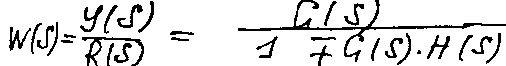 W(S) = Y(S)/R(S) = G(S)/(1 ∓ G(S)·H(S))